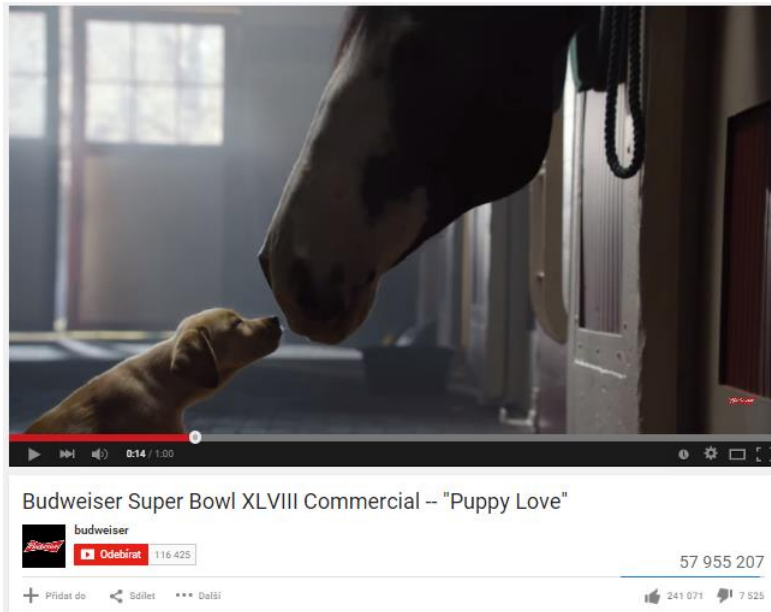 0:14 / 1:00
Budweiser Super Bowl XLVIII Commercial -- "Puppy Love"
budweiser
Budweiser
Odebírat 116 425
57 955 207
Přidat do Sdílet Další 241 071 7 525